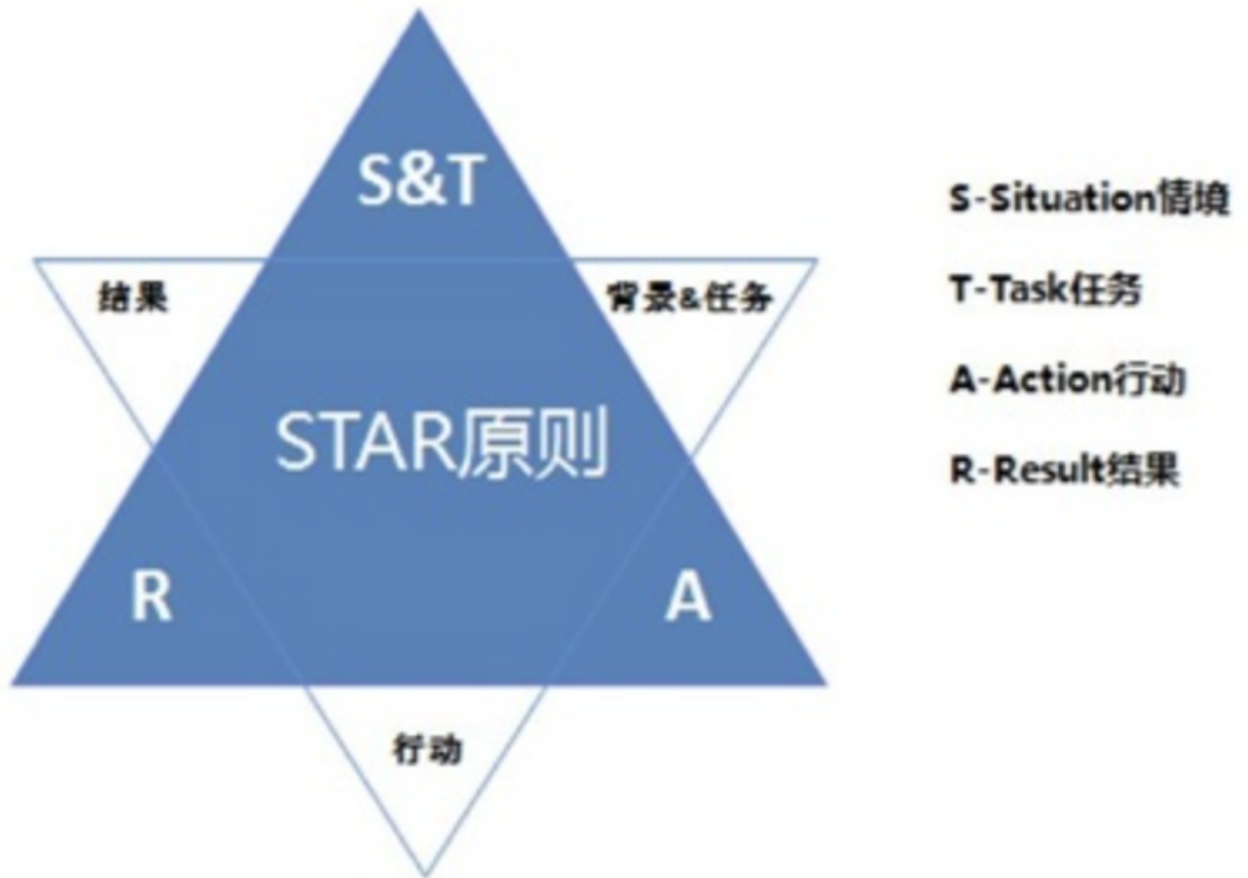 S&T
结果
背景&任务
STAR原则
R
A
行动
S-Situation情境
T-Task任务
A-Action行动
R-Result结果